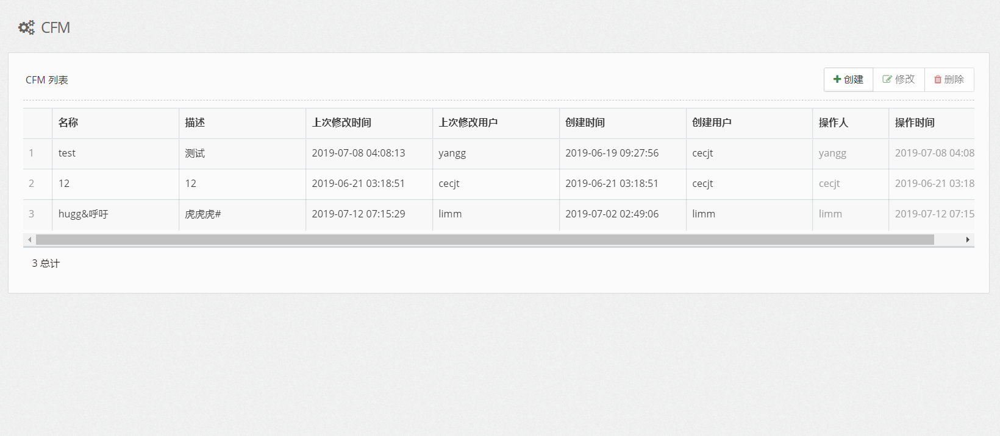 CFM
CFM 列表
创建 修改 删除
名称 描述 上次修改时间 上次修改用户 创建时间 创建用户 操作人 操作时间
1 test 测试 2019-07-08 04:08:13 yangg 2019-06-19 09:27:56 cecjt yangg 2019-07-08 04:08
2 12 12 2019-06-21 03:18:51 cecjt 2019-06-21 03:18:51 cecjt cecjt 2019-06-21 03:18
3 hugg&呼吁 虎虎虎# 2019-07-12 07:15:29 limm 2019-07-02 02:49:06 limm limm 2019-07-12 07:15
3 总计